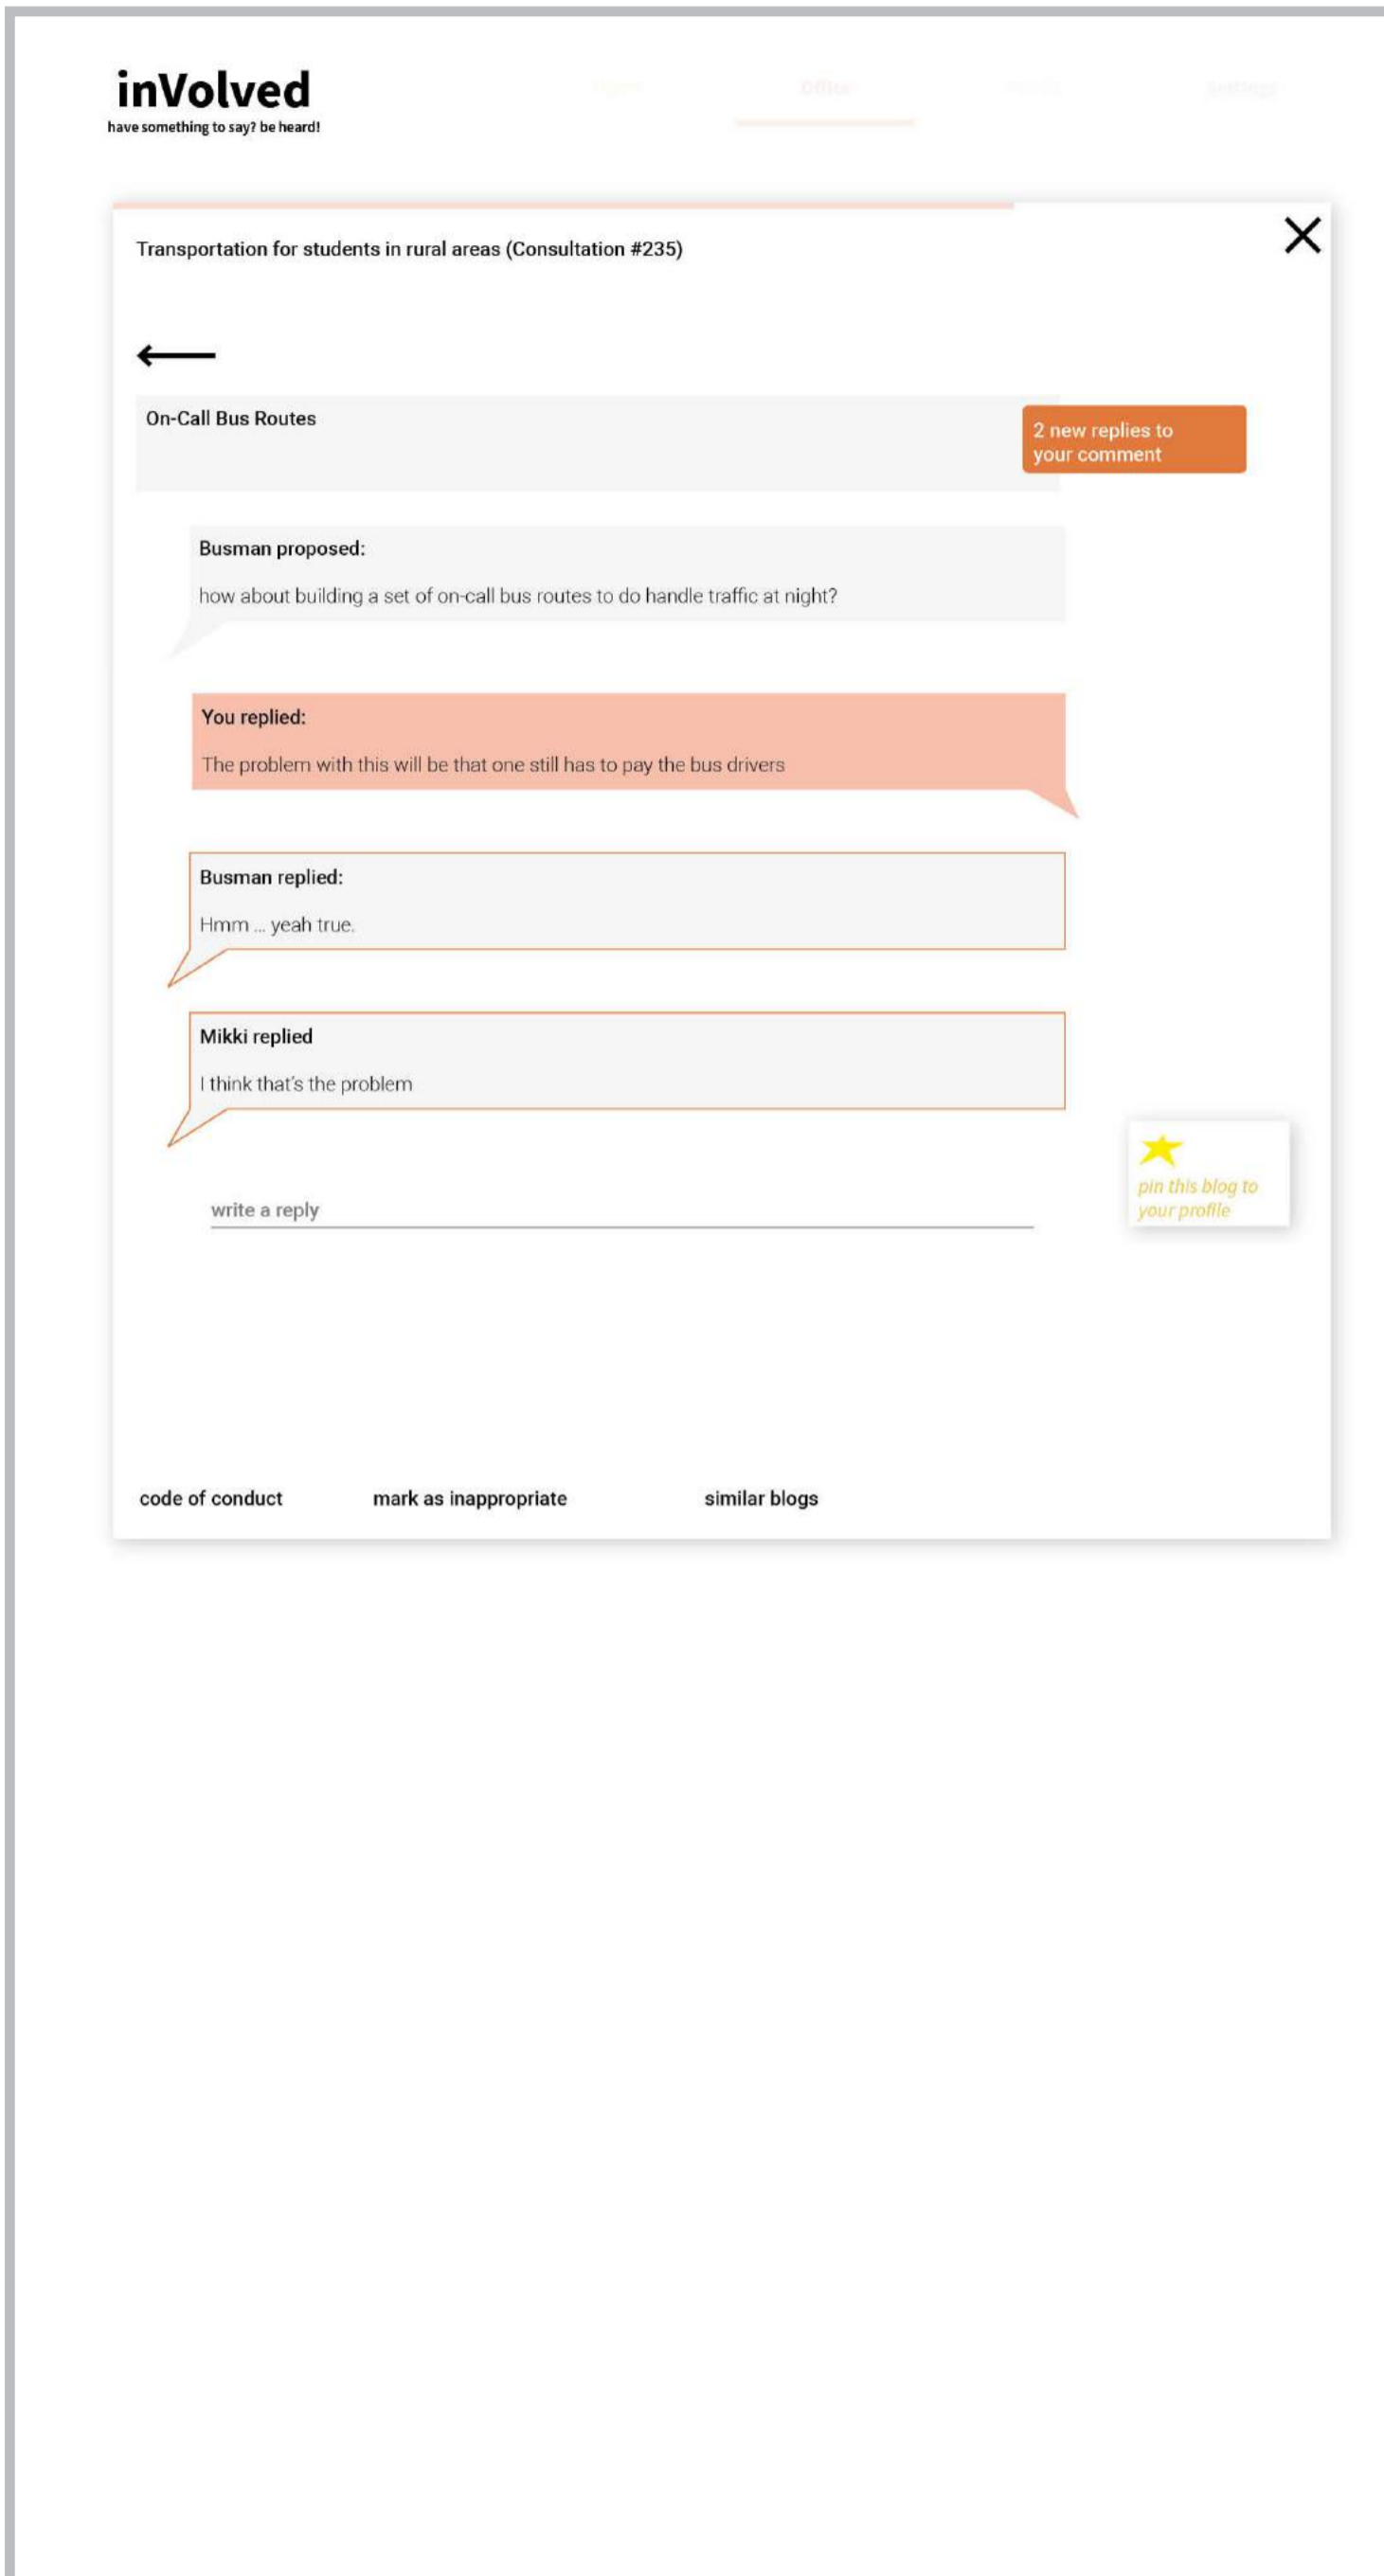 inVolved
have something to say? be heard!
Office
Settings
Transportation for students in rural areas (Consultation #235)
On-Call Bus Routes
2 new replies to
your comment
Busman proposed:
how about building a set of on-call bus routes to do handle traffic at night?
You replied:
The problem with this will be that one still has to pay the bus drivers
Busman replied:
Hmm ... yeah true.
Mikki replied
I think that's the problem
pin this blog to
your profile
write a reply
code of conduct mark as inappropriate similar blogs